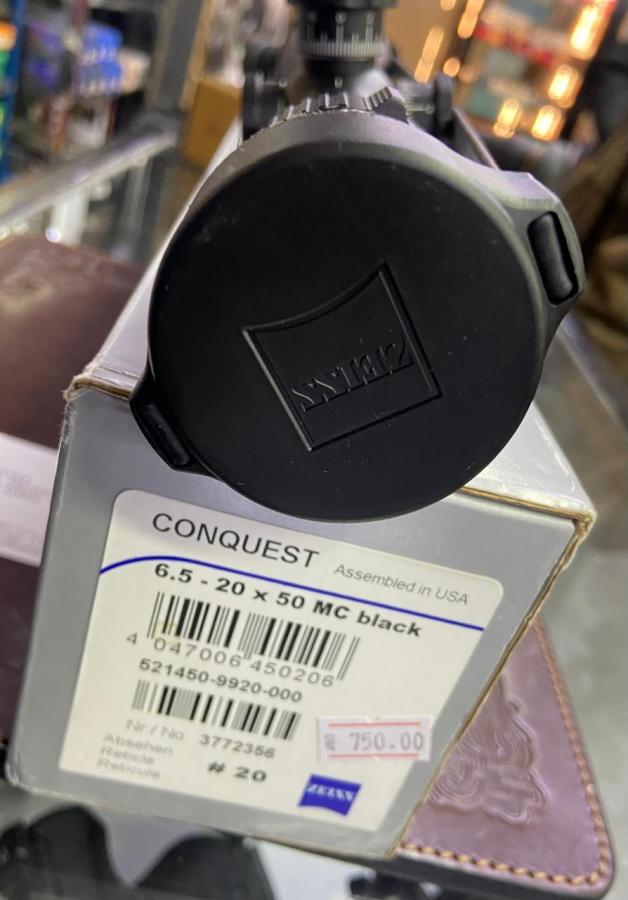 ZEISS
CONQUEST
Assembled in USA
6.5 - 20 x 50 MC black
4 047006 450206
521450-9920-000
Nr./ No 3772356
Absehen
Reticle
Reticule
# 20
750.00
ZEISS